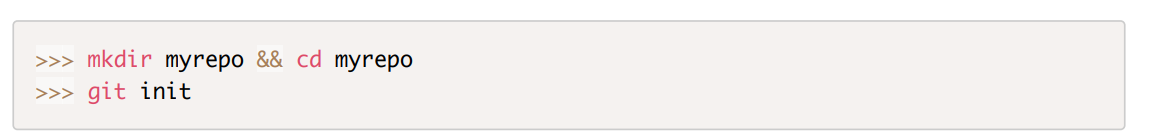 >>> mkdir myrepo && cd myrepo
>>> git init